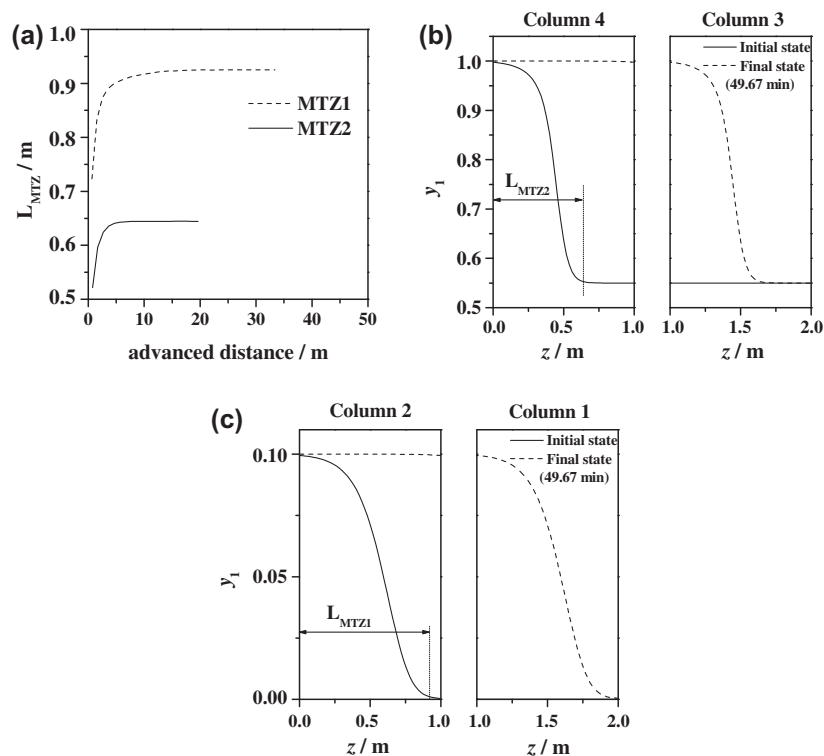 (a)
1.0
0.9
0.8
0.7
0.6
0.5
L_MTZ / m
MTZ1
MTZ2
0 10 20 30 40 50
advanced distance / m
(b)
Column 4
Column 3
1.0
0.9
0.8
0.7
0.6
0.5
y₁
L_MTZ2
Initial state
Final state
(49.67 min)
0.0 0.5 1.0
1.0 1.5 2.0
z / m
z / m
(c)
Column 2
Column 1
0.10
0.05
0.00
y₁
L_MTZ1
Initial state
Final state
(49.67 min)
0.0 0.5 1.0
1.0 1.5 2.0
z / m
z / m